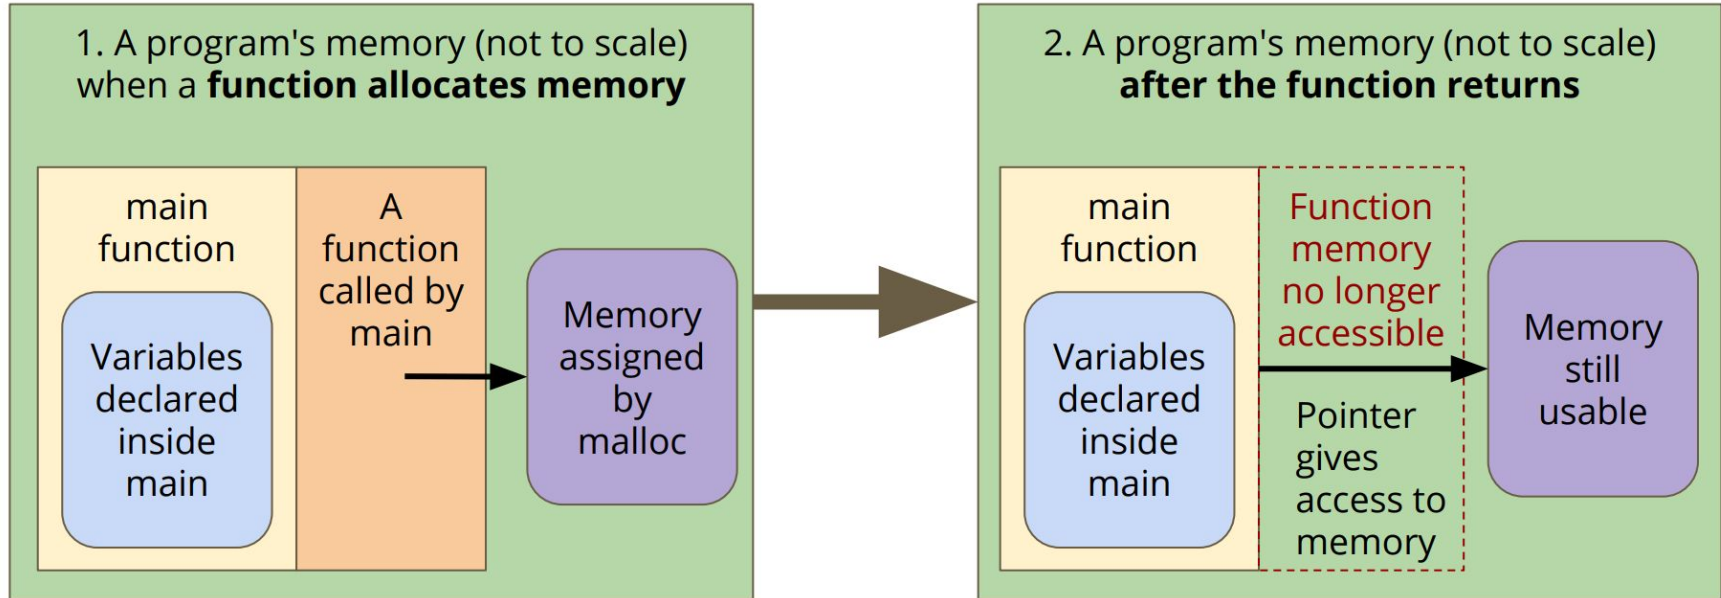 1. A program's memory (not to scale)
when a function allocates memory
main
function
Variables
declared
inside
main
A
function
called by
main
Memory
assigned
by
malloc
2. A program's memory (not to scale)
after the function returns
main
function
Variables
declared
inside
main
Function
memory
no longer
accessible
Pointer
gives
access to
memory
Memory
still
usable